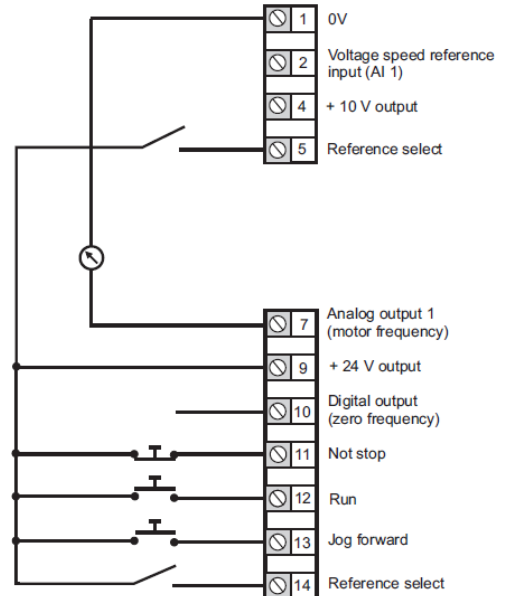 1 0V
2 Voltage speed reference
input (AI 1)
4 + 10 V output
5 Reference select
7 Analog output 1
(motor frequency)
9 + 24 V output
10 Digital output
(zero frequency)
11 Not stop
12 Run
13 Jog forward
14 Reference select